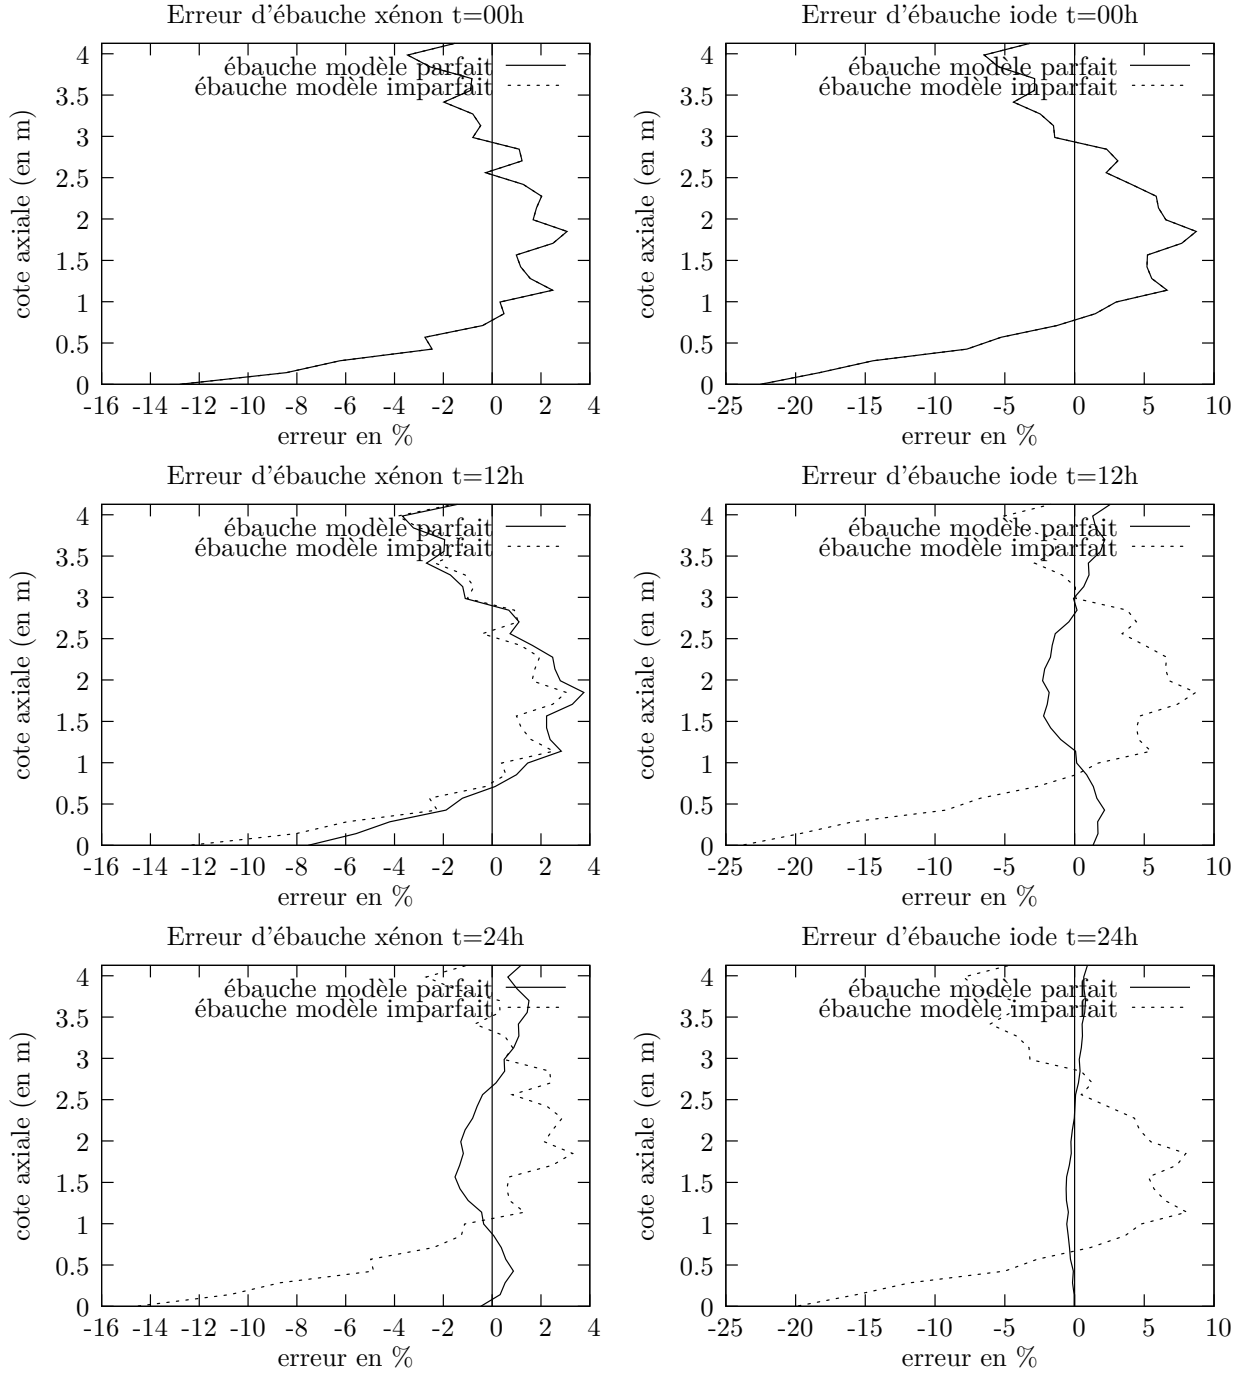 Erreur d'ébauche xénon t=00h
4
3.5
3
2.5
2
1.5
1
0.5
0
cote axiale (en m)
ébauche modèle parfait
ébauche modèle imparfait
-16 -14 -12 -10 -8 -6 -4 -2 0 2 4
erreur en %
Erreur d'ébauche iode t=00h
4
3.5
3
2.5
2
1.5
1
0.5
0
cote axiale (en m)
ébauche modèle parfait
ébauche modèle imparfait
-25 -20 -15 -10 -5 0 5 10
erreur en %
Erreur d'ébauche xénon t=12h
4
3.5
3
2.5
2
1.5
1
0.5
0
cote axiale (en m)
ébauche modèle parfait
ébauche modèle imparfait
-16 -14 -12 -10 -8 -6 -4 -2 0 2 4
erreur en %
Erreur d'ébauche iode t=12h
4
3.5
3
2.5
2
1.5
1
0.5
0
cote axiale (en m)
ébauche modèle parfait
ébauche modèle imparfait
-25 -20 -15 -10 -5 0 5 10
erreur en %
Erreur d'ébauche xénon t=24h
4
3.5
3
2.5
2
1.5
1
0.5
0
cote axiale (en m)
ébauche modèle parfait
ébauche modèle imparfait
-16 -14 -12 -10 -8 -6 -4 -2 0 2 4
erreur en %
Erreur d'ébauche iode t=24h
4
3.5
3
2.5
2
1.5
1
0.5
0
cote axiale (en m)
ébauche modèle parfait
ébauche modèle imparfait
-25 -20 -15 -10 -5 0 5 10
erreur en %